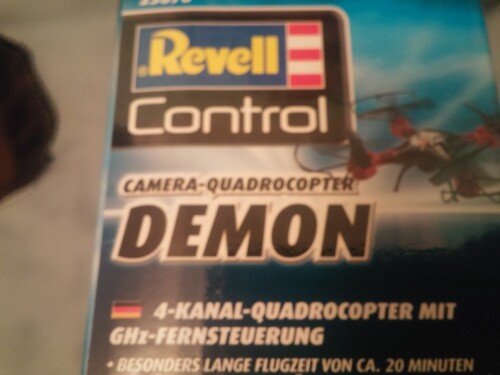 Revell
Control
CAMERA-QUADROCOPTER
DEMON
4-KANAL-QUADROCOPTER MIT
GHz-FERNSTEUERUNG
• BESONDERS LANGE FLUGZEIT VON CA. 20 MINUTEN